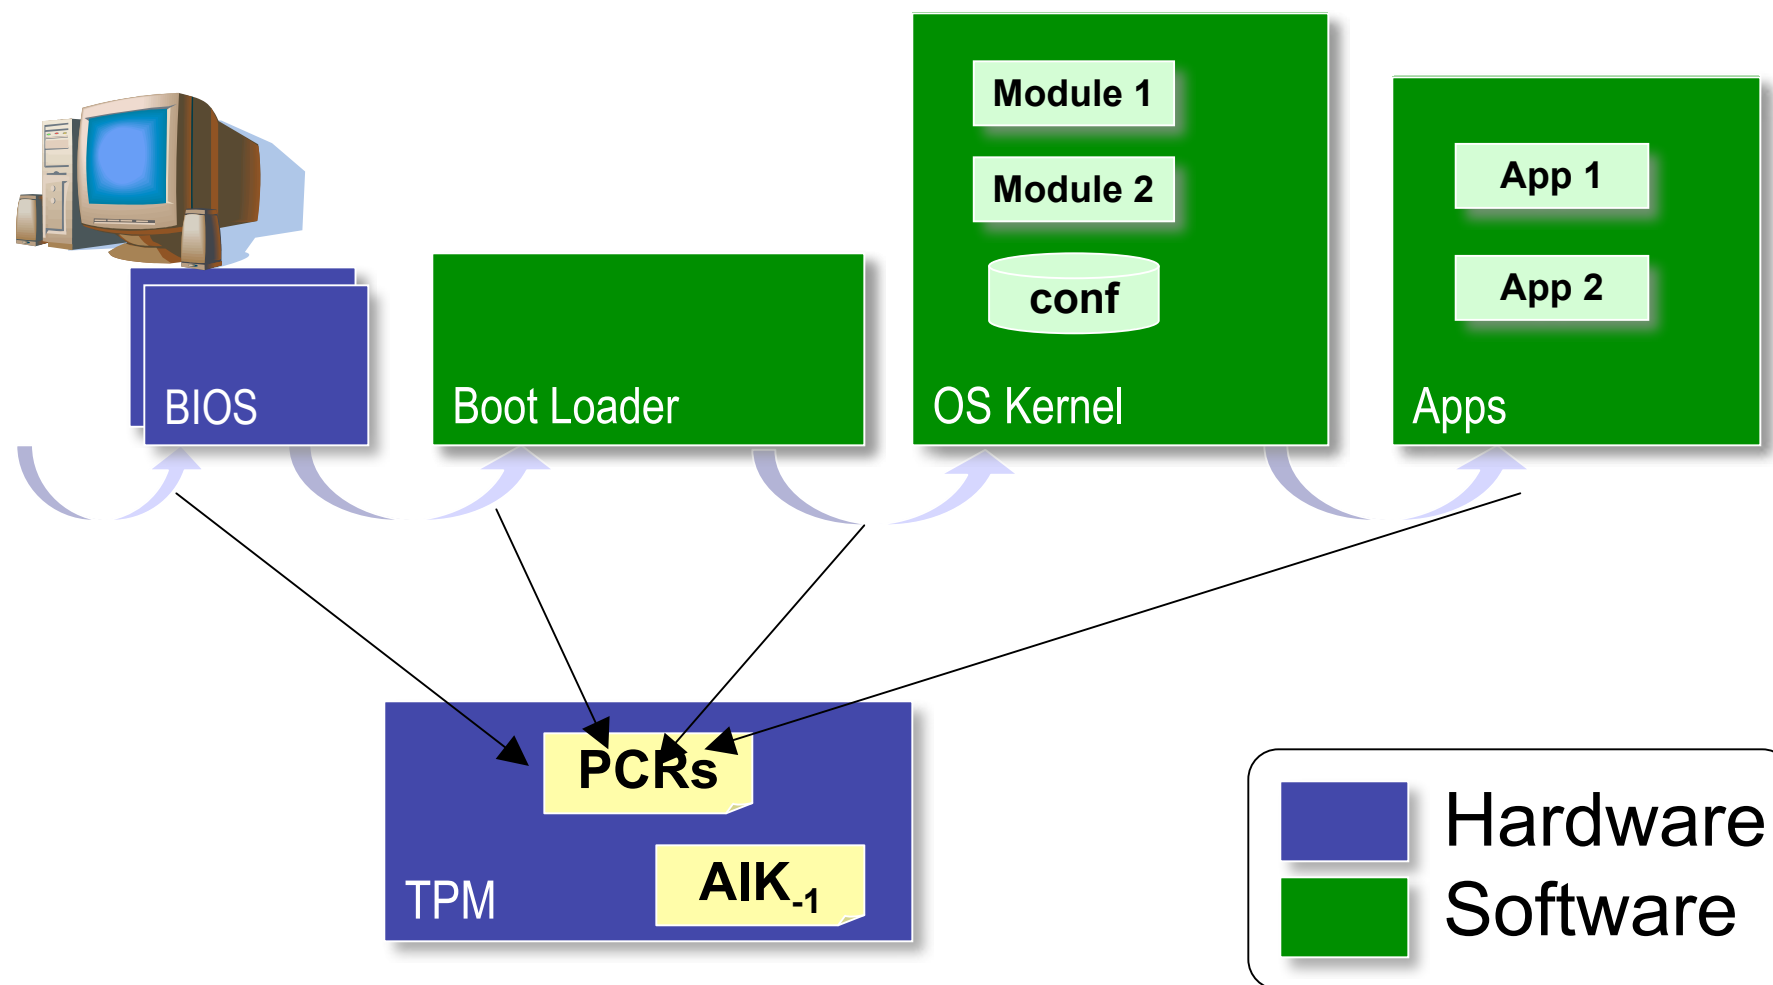 Module 1
Module 2
conf
App 1
App 2
BIOS
Boot Loader
OS Kernel
Apps
PCRs
AIK-1
TPM
Hardware
Software